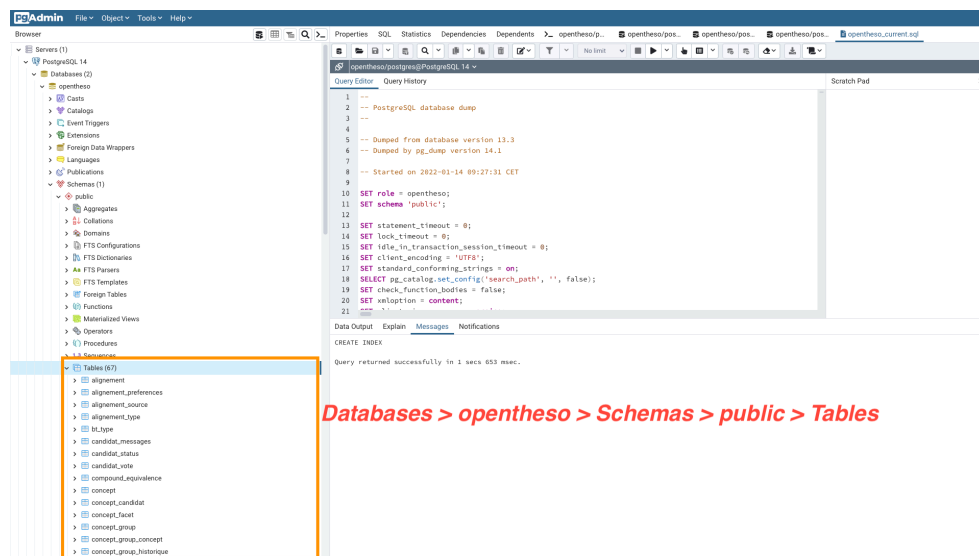 pgAdmin File Object Tools Help
Browser
Properties SQL Statistics Dependencies Dependents opentheso/p... opentheso/pos... opentheso/pos... opentheso/pos... opentheso_current.sql
Servers (1)
PostgreSQL 14
Databases (2)
opentheso
Casts
Catalogs
Event Triggers
Extensions
Foreign Data Wrappers
Languages
Publications
Schemas (1)
public
Aggregates
Collations
Domains
FTS Configurations
FTS Dictionaries
Aa FTS Parsers
FTS Templates
Foreign Tables
Functions
Materialized Views
Operators
Procedures
1.3 Sequences
Tables (67)
alignement
alignement_preferences
alignement_source
alignement_type
bt_type
candidat_messages
candidat_status
candidat_vote
compound_equivalence
concept
concept_candidat
concept_facet
concept_group
concept_group_concept
concept_group_historique
No limit
opentheso/postgres@PostgreSQL 14
Query Editor Query History
Scratch Pad
1 --
2 -- PostgreSQL database dump
3 --
4
5 -- Dumped from database version 13.3
6 -- Dumped by pg_dump version 14.1
7
8 -- Started on 2022-01-14 09:27:31 CET
9
10 SET role = opentheso;
11 SET schema 'public';
12
13 SET statement_timeout = 0;
14 SET lock_timeout = 0;
15 SET idle_in_transaction_session_timeout = 0;
16 SET client_encoding = 'UTF8';
17 SET standard_conforming_strings = on;
18 SELECT pg_catalog.set_config('search_path', '', false);
19 SET check_function_bodies = false;
20 SET xmloption = content;
21
Data Output Explain Messages Notifications
CREATE INDEX
Query returned successfully in 1 secs 653 msec.
Databases > opentheso > Schemas > public > Tables